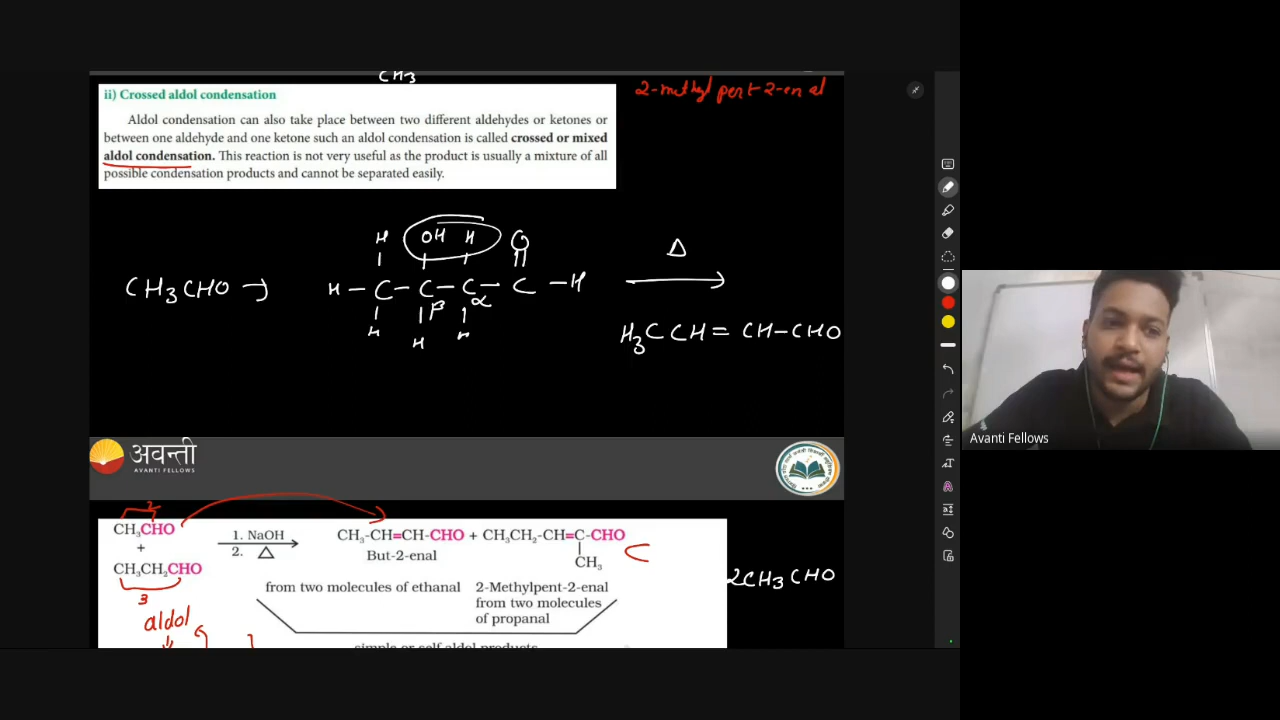 CH3
2-methyl pent-2-en al
ii) Crossed aldol condensation
Aldol condensation can also take place between two different aldehydes or ketones or
between one aldehyde and one ketone such an aldol condensation is called crossed or mixed
aldol condensation. This reaction is not very useful as the product is usually a mixture of all
possible condensation products and cannot be separated easily.
H OH H O
CH3CHO → H – C – C – C – C – H Δ →
β α
H H H
H3C CH = CH – CHO
अवन्ती
AVANTI FELLOWS
Avanti Fellows
2
CH3CHO
+
CH3CH2CHO
3
1. NaOH
2. △
CH3-CH=CH-CHO + CH3CH2-CH=C-CHO
CH3
But-2-enal
from two molecules of ethanal
2-Methylpent-2-enal
from two molecules
of propanal
2CH3CHO
aldol
simple or self aldol products